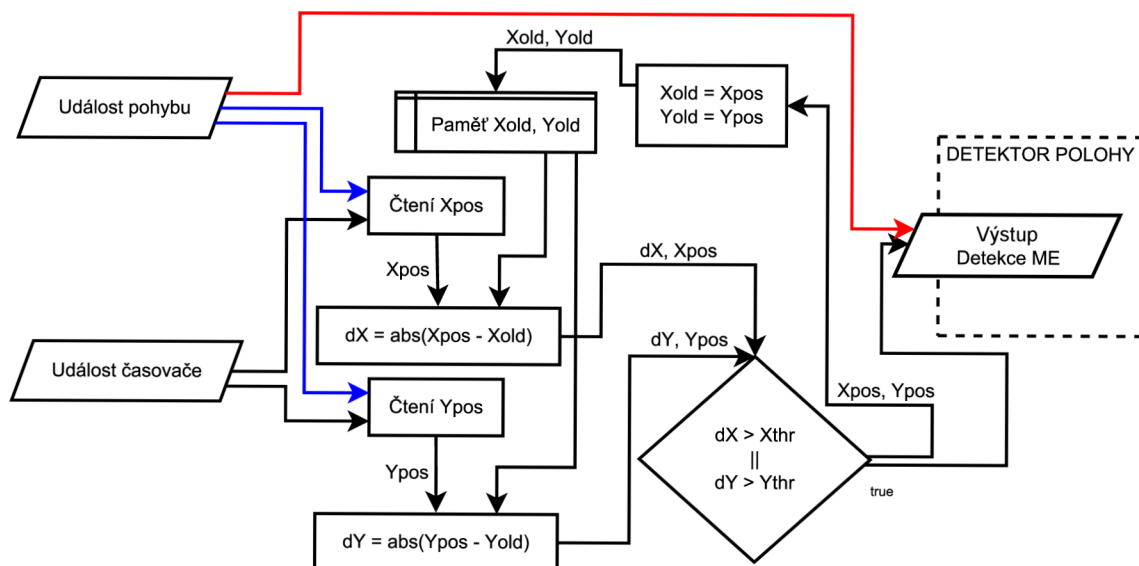 Xold, Yold
Událost pohybu
Xold = Xpos
Yold = Ypos
Paměť Xold, Yold
DETEKTOR POLOHY
Čtení Xpos
Výstup
Detekce ME
Xpos
dX, Xpos
dX = abs(Xpos - Xold)
dY, Ypos
Událost časovače
Čtení Ypos
Xpos, Ypos
dX > Xthr
||
dY > Ythr
Ypos
true
dY = abs(Ypos - Yold)